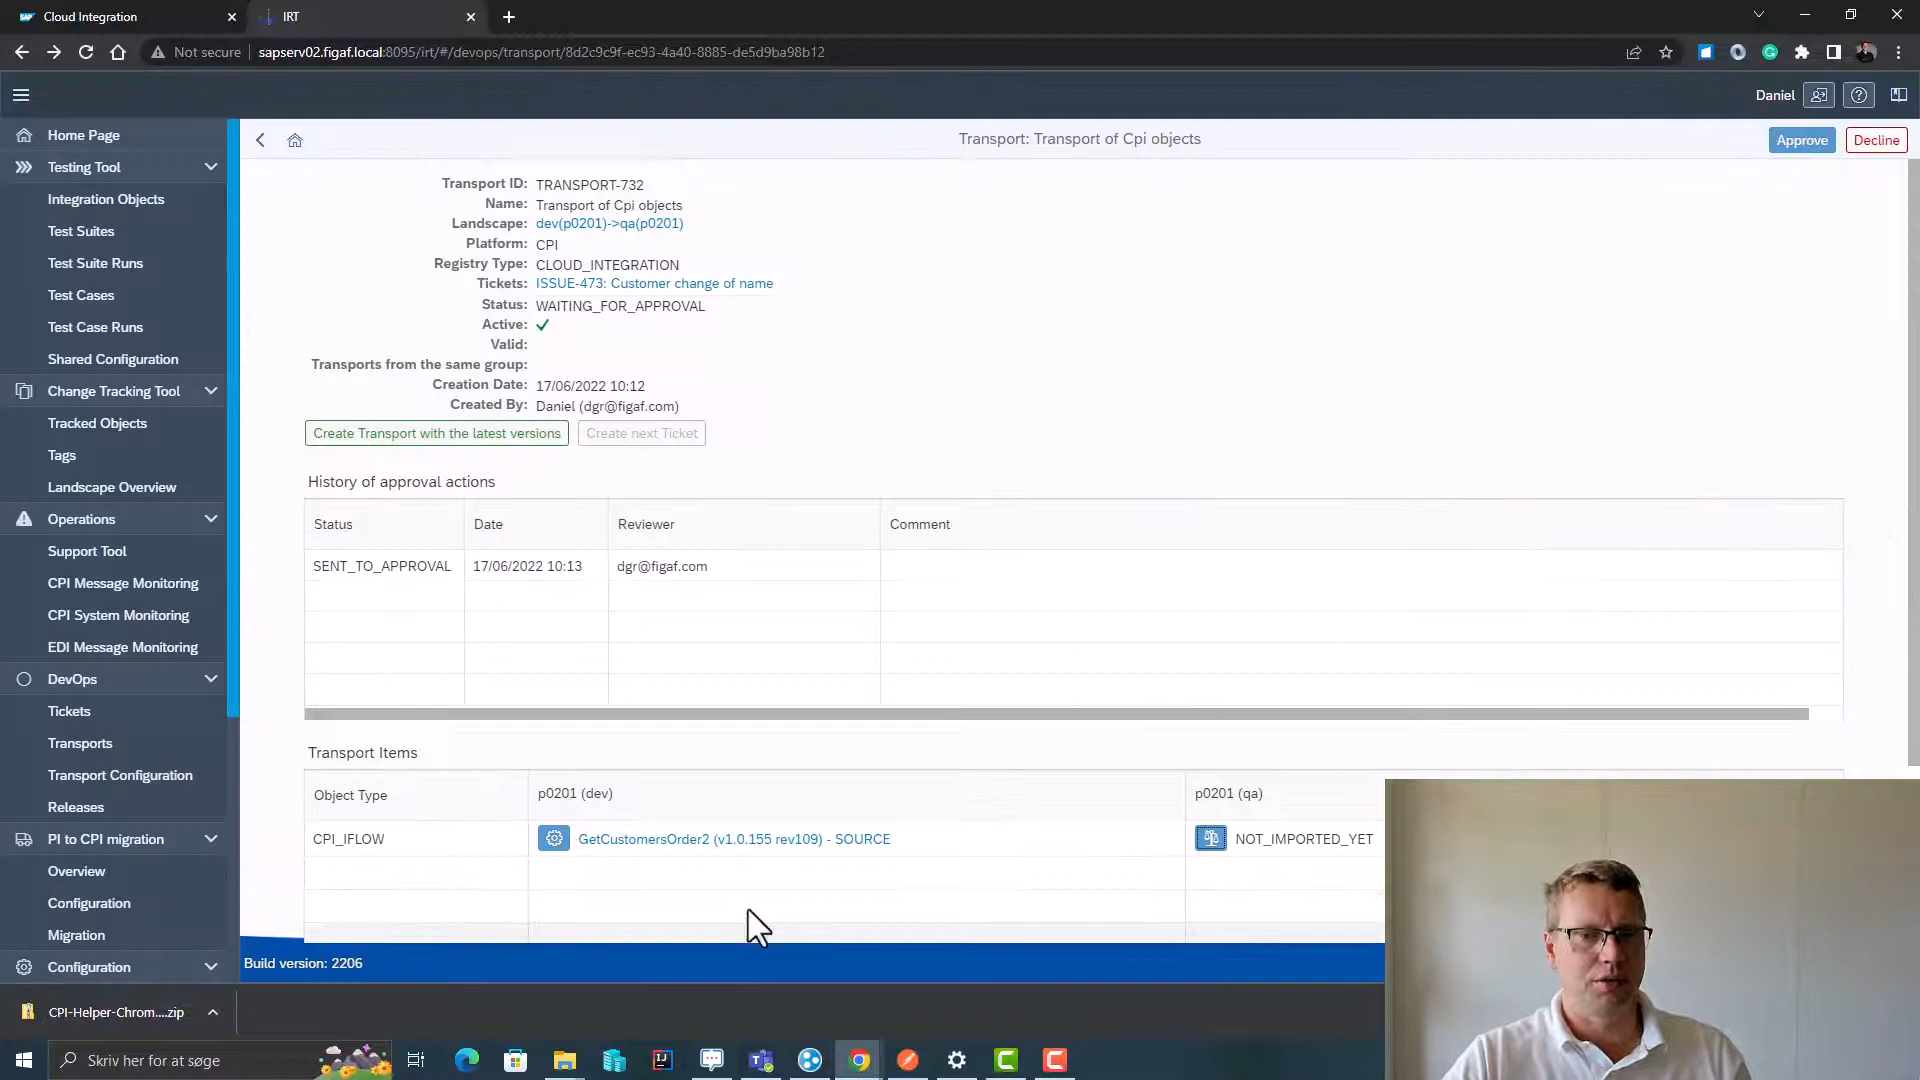 Cloud Integration
IRT
Not secure
sapserv02.figaf.local:8095/irt/#/devops/transport/8d2c9c9f-ec93-4a40-8885-de5d9ba98b12
Daniel
Home Page
Testing Tool
Integration Objects
Test Suites
Test Suite Runs
Test Cases
Test Case Runs
Shared Configuration
Change Tracking Tool
Tracked Objects
Tags
Landscape Overview
Operations
Support Tool
CPI Message Monitoring
CPI System Monitoring
EDI Message Monitoring
DevOps
Tickets
Transports
Transport Configuration
Releases
PI to CPI migration
Overview
Configuration
Migration
Configuration
Transport: Transport of Cpi objects
Approve
Decline
Transport ID: TRANSPORT-732
Name: Transport of Cpi objects
Landscape: dev(p0201)->qa(p0201)
Platform: CPI
Registry Type: CLOUD_INTEGRATION
Tickets: ISSUE-473: Customer change of name
Status: WAITING_FOR_APPROVAL
Active:
Valid:
Transports from the same group:
Creation Date: 17/06/2022 10:12
Created By: Daniel (dgr@figaf.com)
Create Transport with the latest versions
Create next Ticket
History of approval actions
Status Date Reviewer Comment
SENT_TO_APPROVAL 17/06/2022 10:13 dgr@figaf.com
Transport Items
Object Type p0201 (dev) p0201 (qa)
CPI_IFLOW GetCustomersOrder2 (v1.0.155 rev109) - SOURCE NOT_IMPORTED_YET
Build version: 2206
CPI-Helper-Chrom....zip
Skriv her for at søge